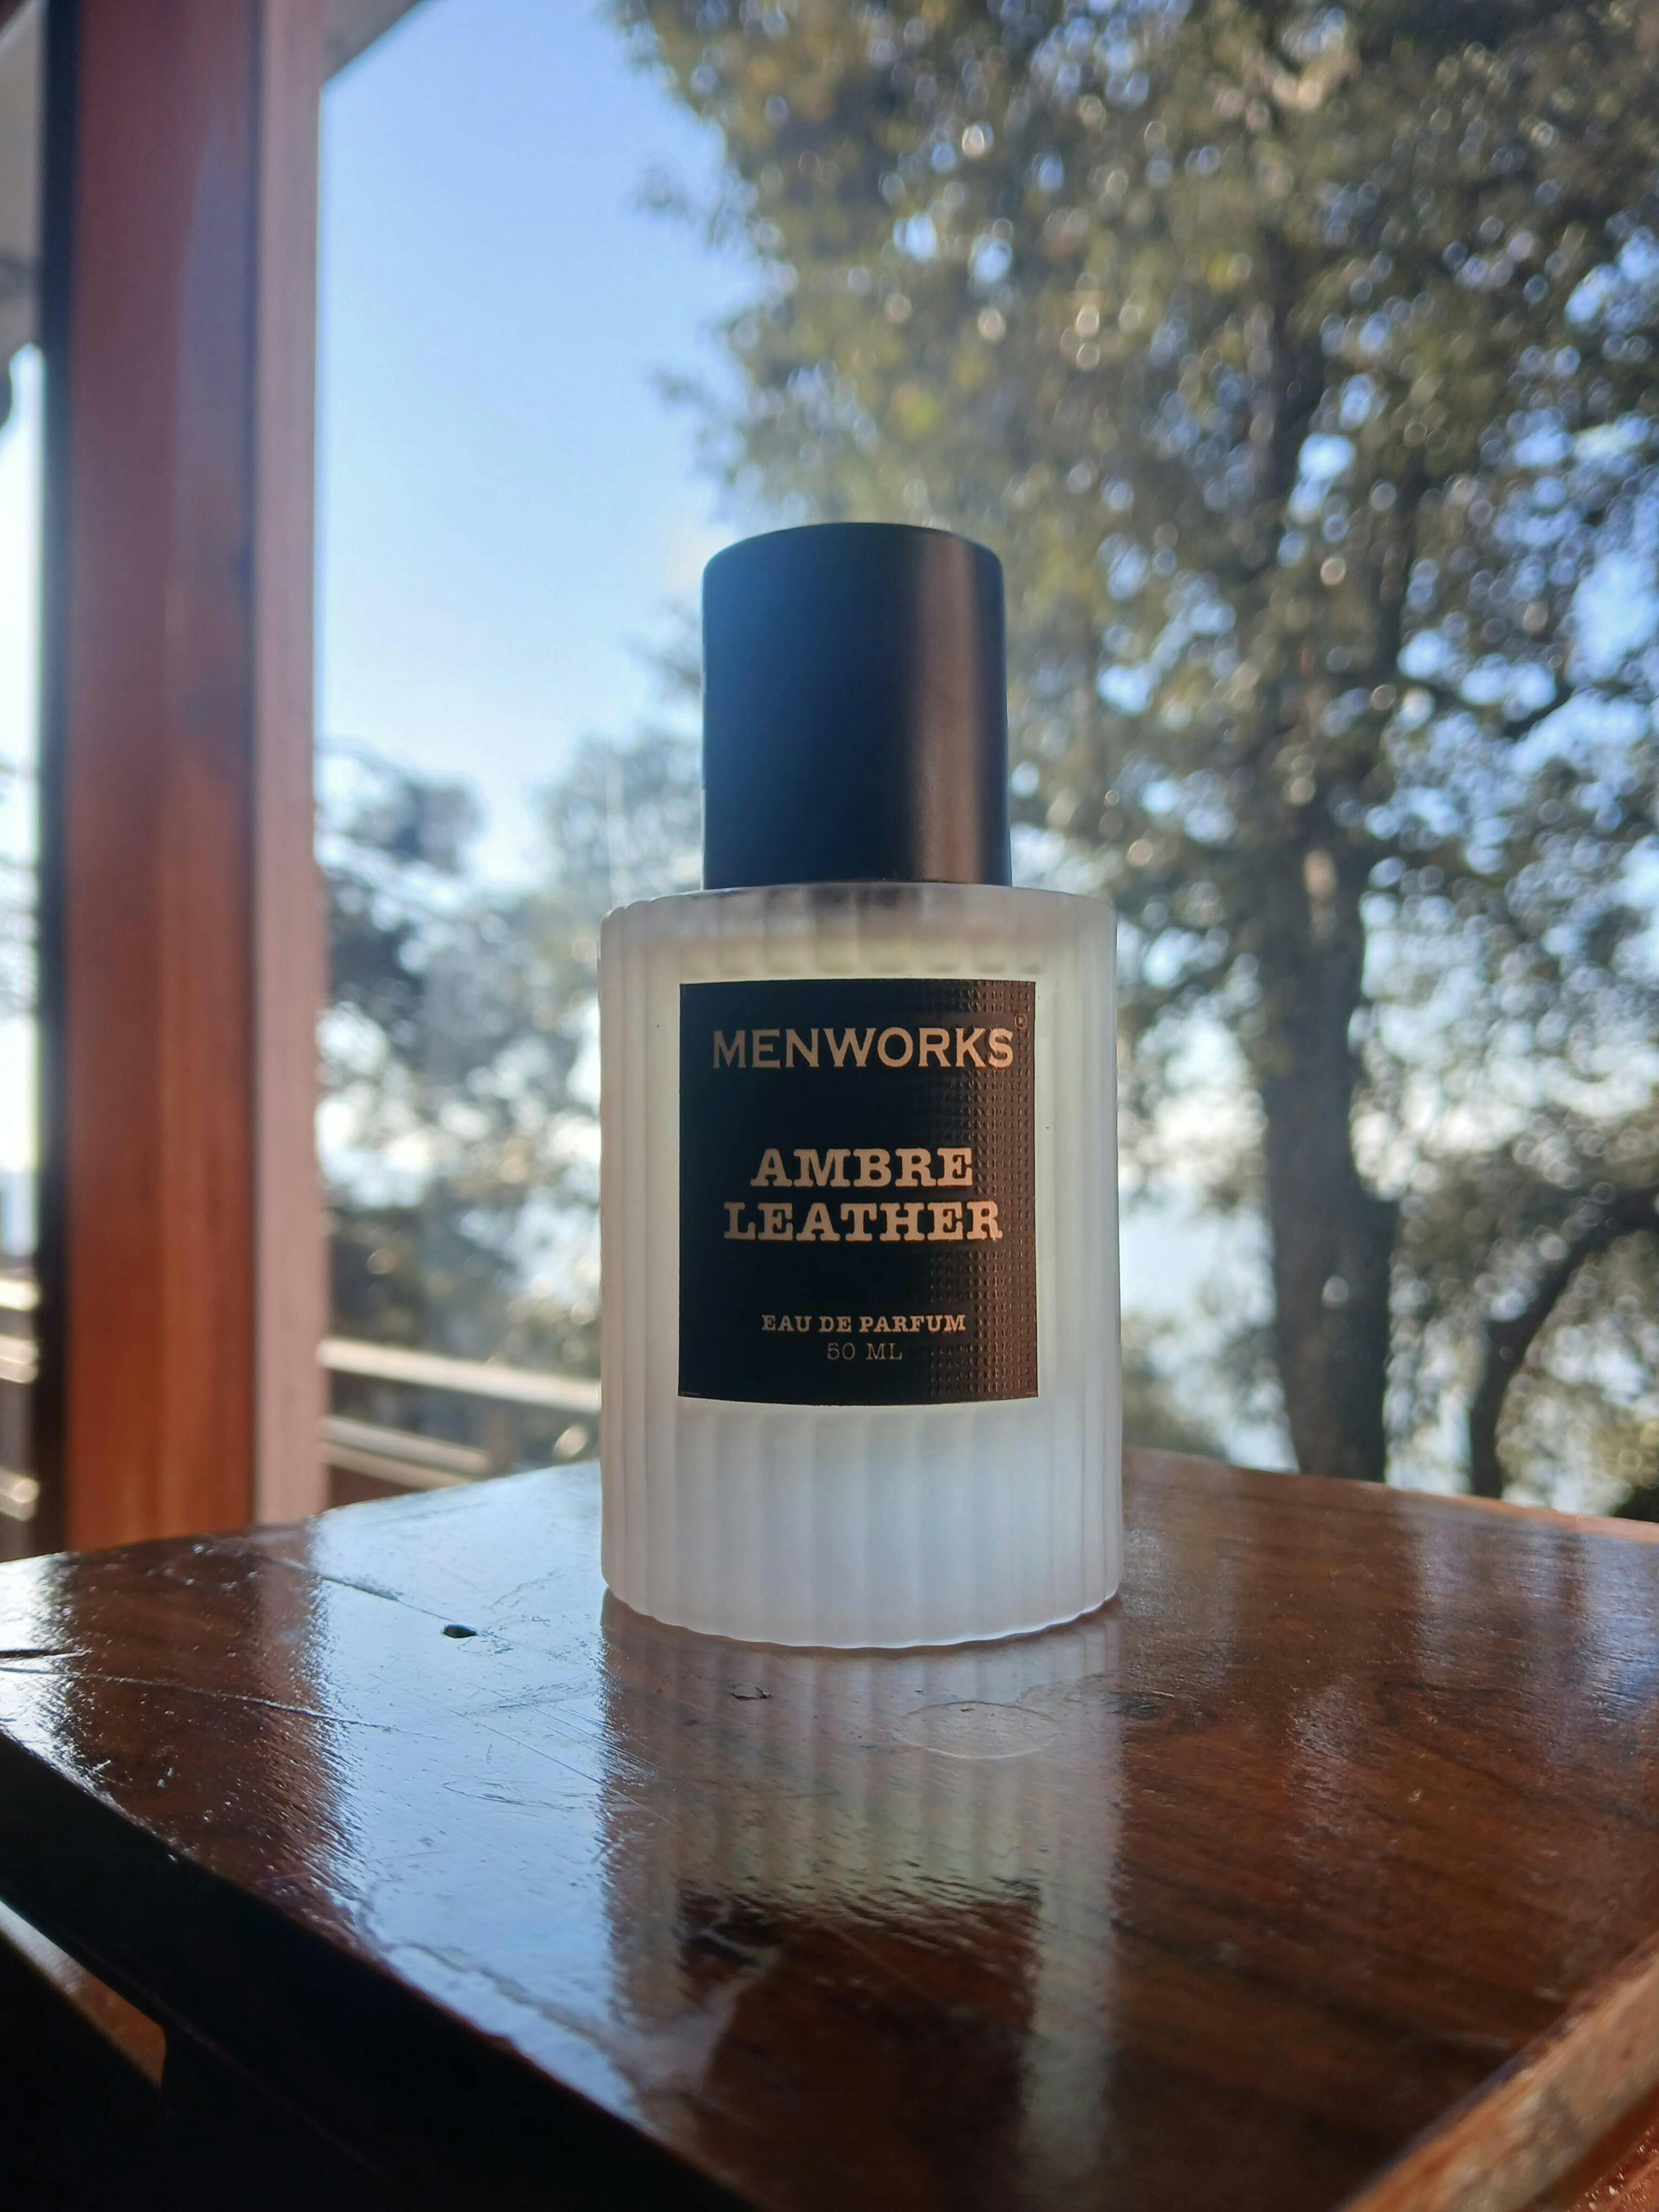 MENWORKS®
AMBRE
LEATHER
EAU DE PARFUM
50 ML